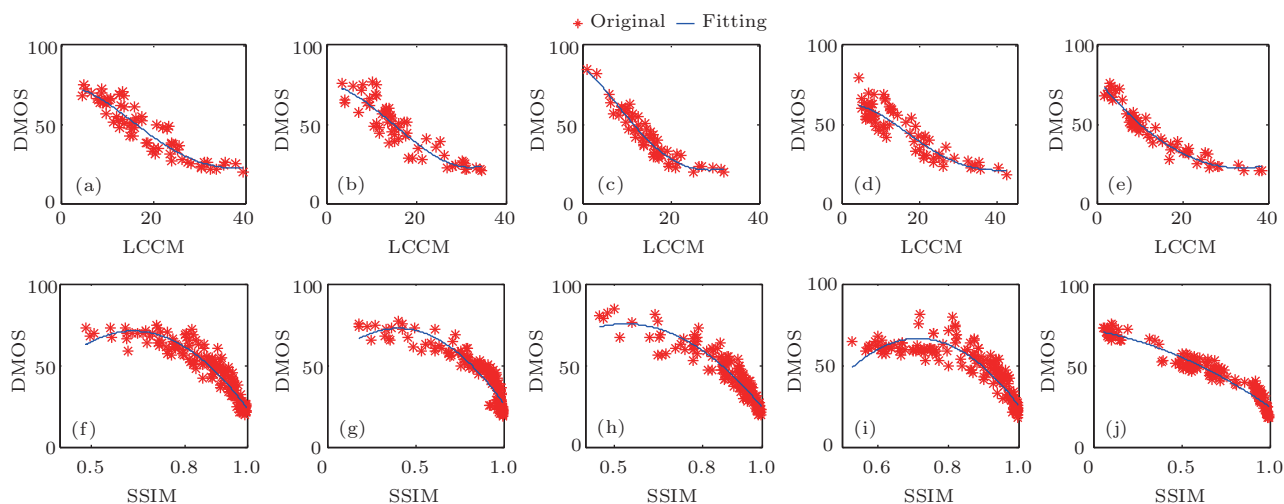 Original Fitting
100 100 100 100 100
DMOS DMOS DMOS DMOS DMOS
50 50 50 50 50
(a) (b) (c) (d) (e)
0 0 0 0 0
0 20 40 0 20 40 0 20 40 0 20 40 0 20 40
LCCM LCCM LCCM LCCM LCCM
100 100 100 100 100
DMOS DMOS DMOS DMOS DMOS
50 50 50 50 50
(f) (g) (h) (i) (j)
0 0 0 0 0
0.5 0.8 1.0 0 0.5 1.0 0.5 0.8 1.0 0.6 0.8 1.0 0 0.5 1.0
SSIM SSIM SSIM SSIM SSIM